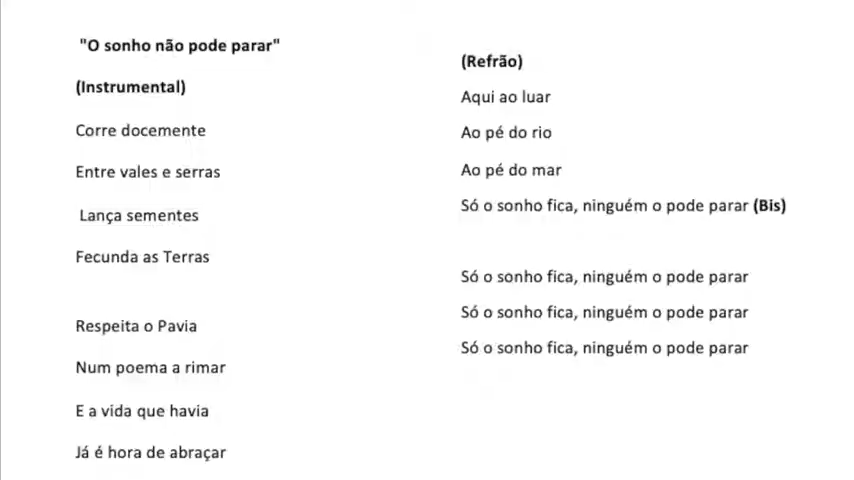 "O sonho não pode parar"
(Instrumental)
Corre docemente
Entre vales e serras
Lança sementes
Fecunda as Terras
Respeita o Pavia
Num poema a rimar
E a vida que havia
Já é hora de abraçar
(Refrão)
Aqui ao luar
Ao pé do rio
Ao pé do mar
Só o sonho fica, ninguém o pode parar (Bis)
Só o sonho fica, ninguém o pode parar
Só o sonho fica, ninguém o pode parar
Só o sonho fica, ninguém o pode parar